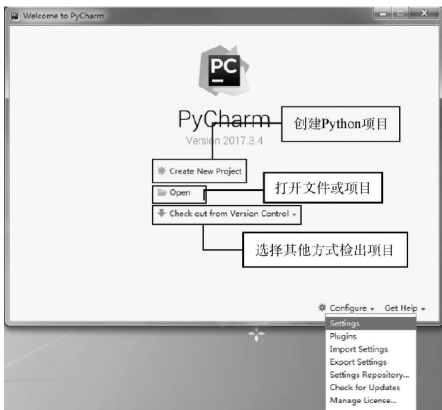 Welcome to PyCharm
PC
PyCharm
Version 2017.3.4
创建Python项目
Create New Project
Open
打开文件或项目
Check out from Version Control
选择其他方式检出项目
Configure Get Help
Settings
Plugins
Import Settings
Export Settings
Settings Repository...
Check for Updates
Manage License...